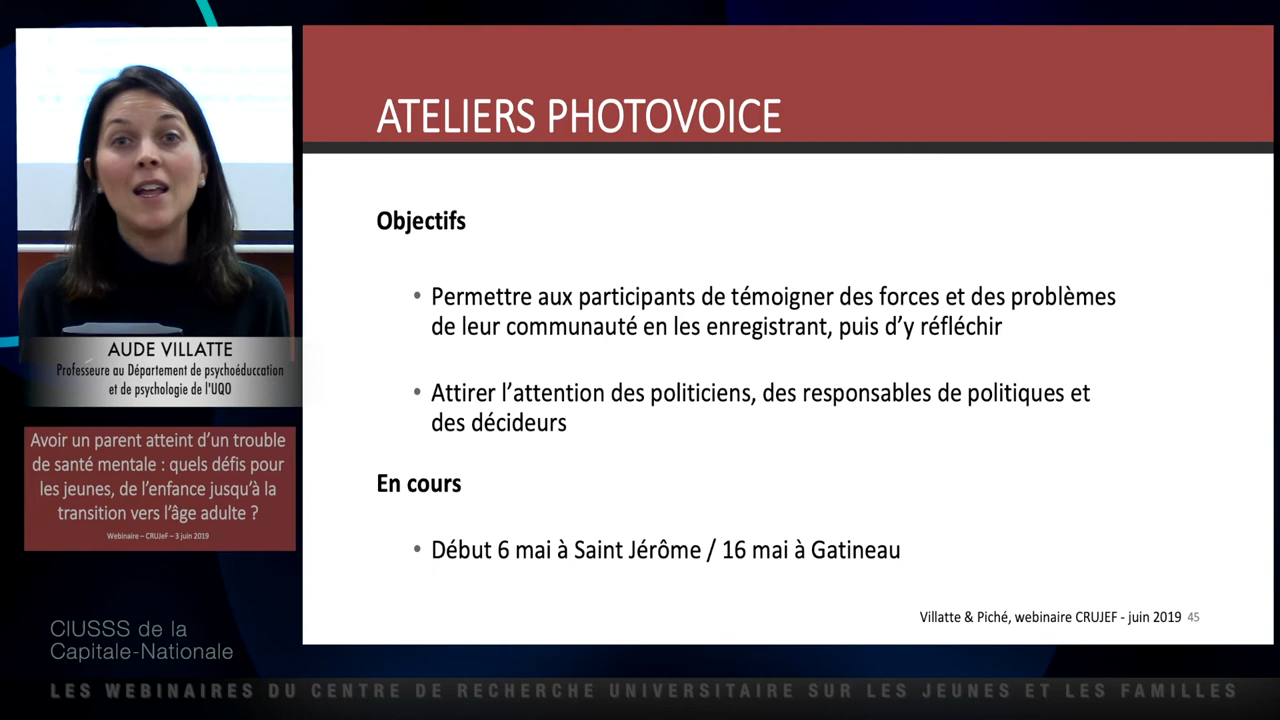 ATELIERS PHOTOVOICE
Objectifs
• Permettre aux participants de témoigner des forces et des problèmes
de leur communauté en les enregistrant, puis d’y réfléchir
• Attirer l’attention des politiciens, des responsables de politiques et
des décideurs
En cours
• Début 6 mai à Saint Jérôme / 16 mai à Gatineau
Villatte & Piché, webinaire CRUJEF - juin 2019 45
AUDE VILLATTE
Professeure au Département de psychoéduccation
et de psychologie de l'UQO
Avoir un parent atteint d’un trouble
de santé mentale : quels défis pour
les jeunes, de l’enfance jusqu’à la
transition vers l’âge adulte ?
Webinaire – CRUJeF – 3 juin 2019
CIUSSS de la
Capitale-Nationale
LES WEBINAIRES DU CENTRE DE RECHERCHE UNIVERSITAIRE SUR LES JEUNES ET LES FAMILLES